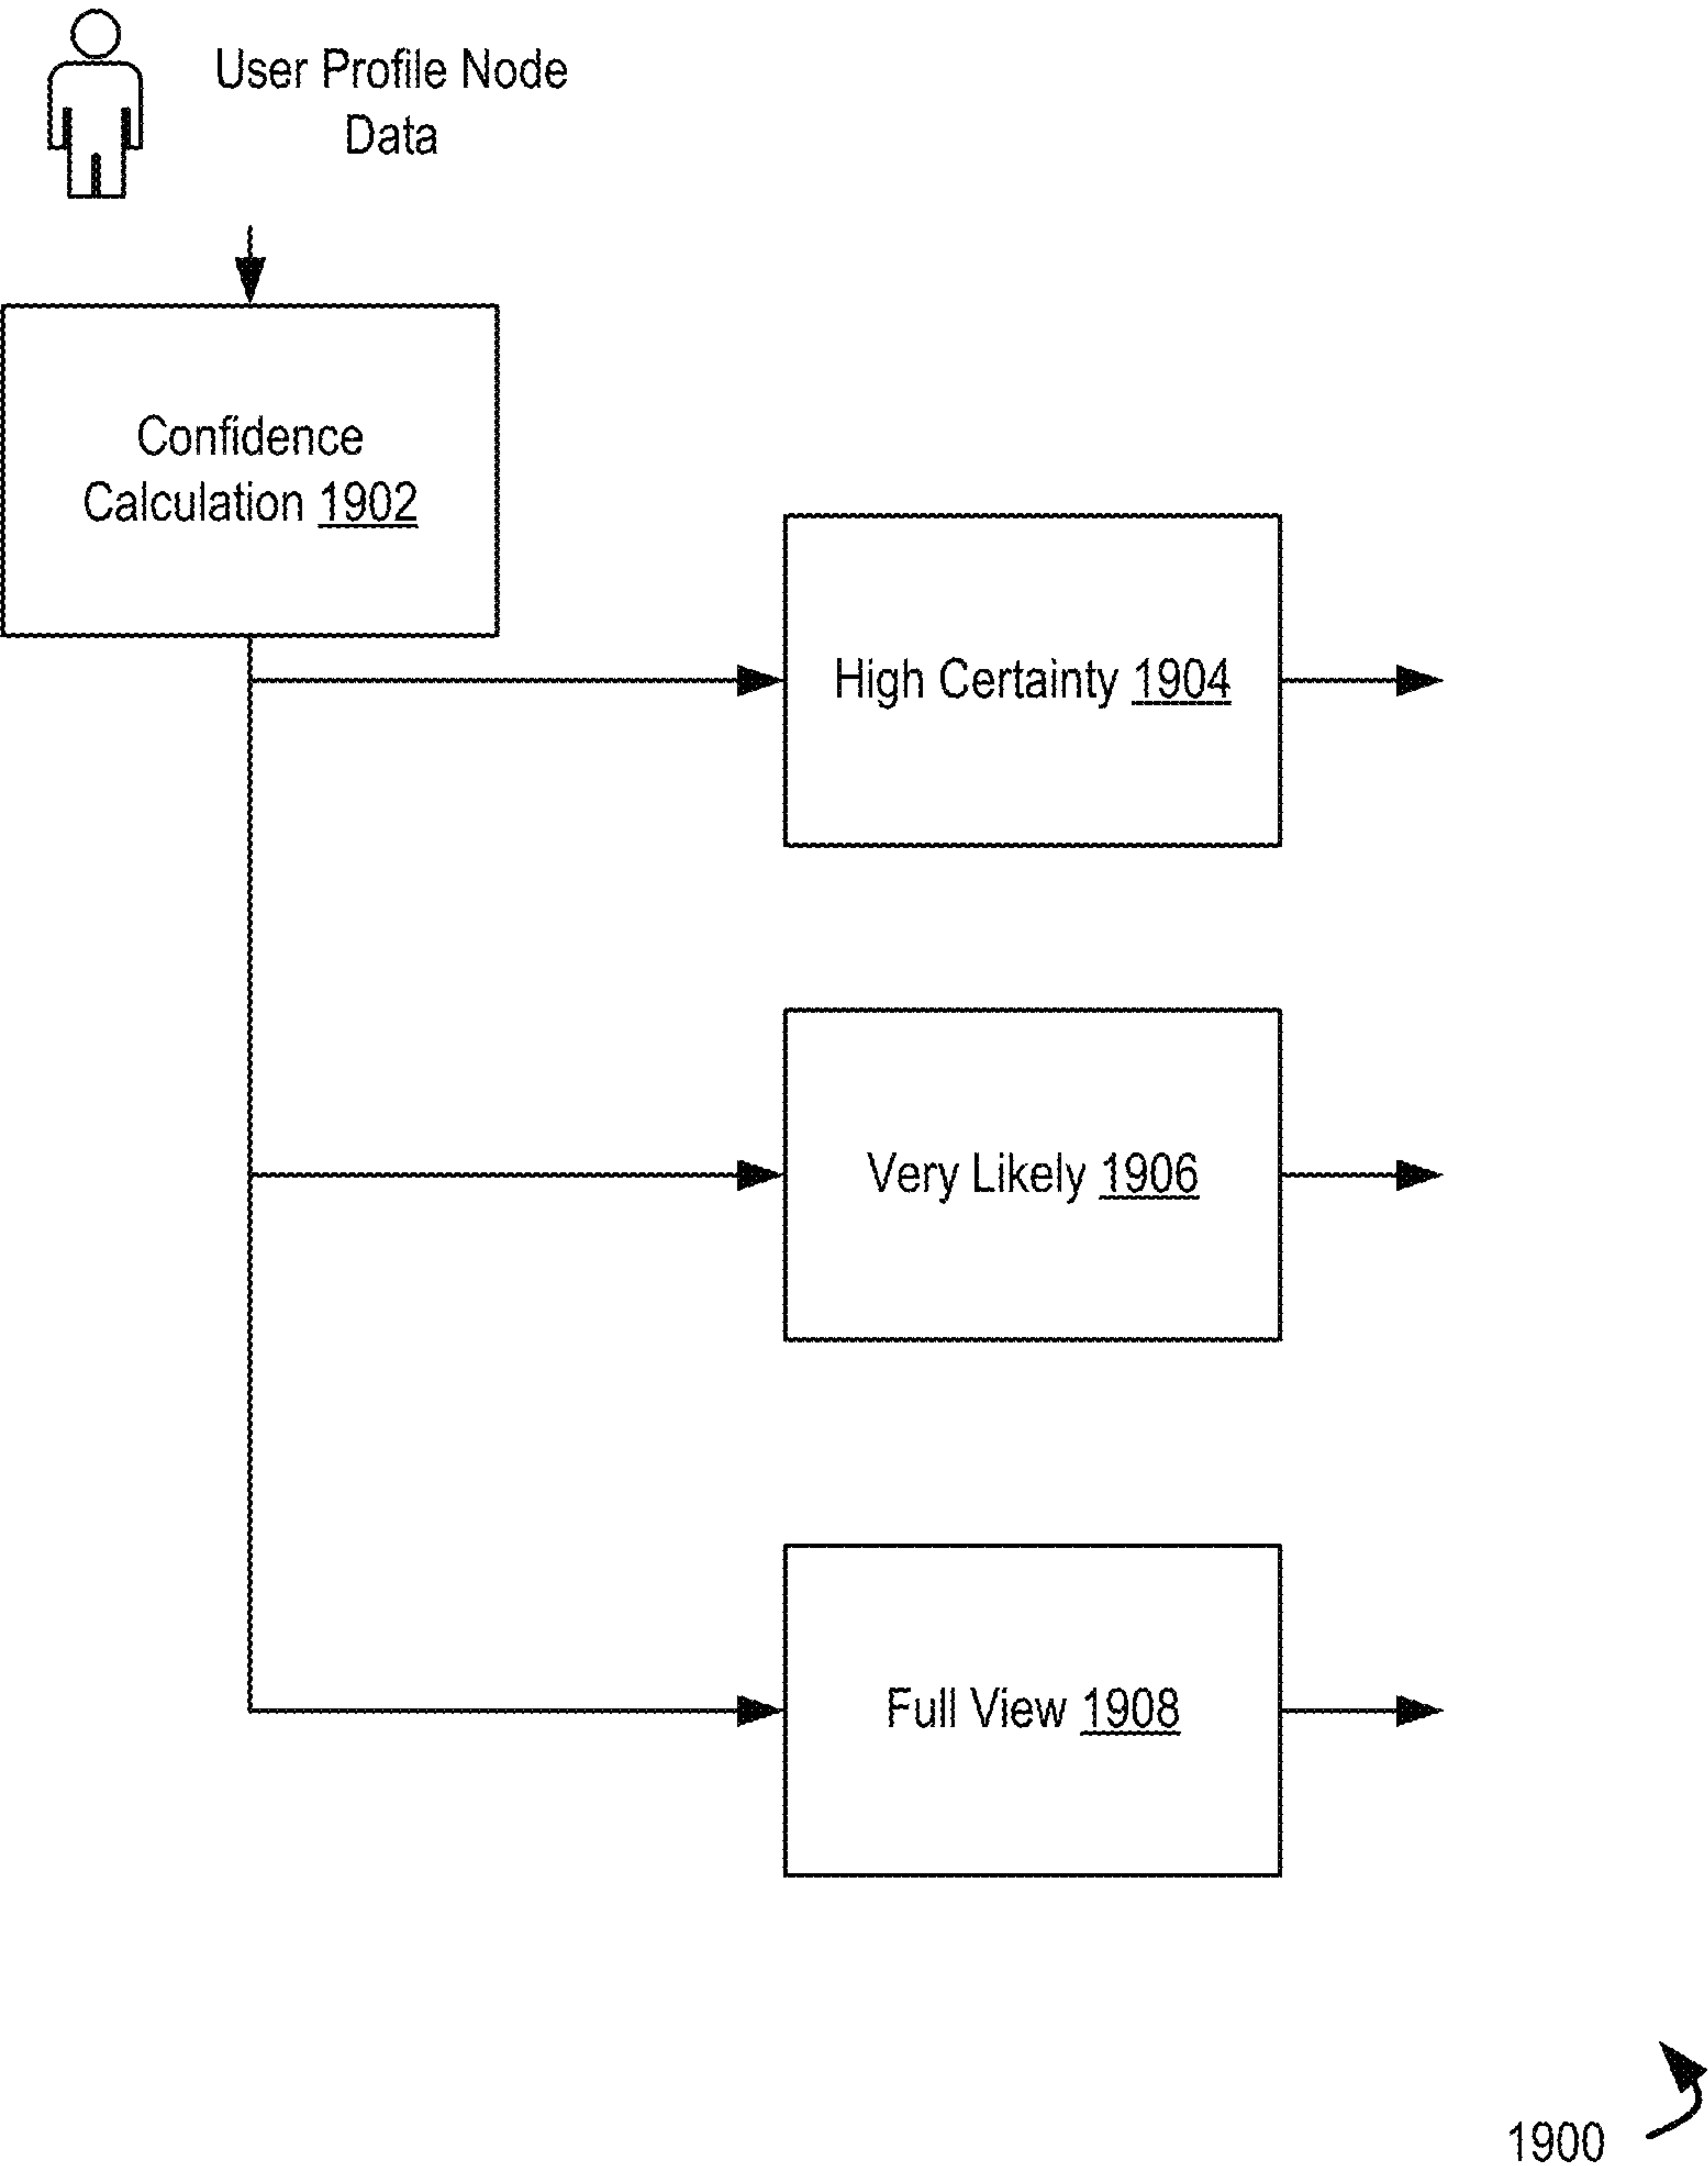 User Profile Node
Data
Confidence
Calculation 1902
High Certainty 1904
Very Likely 1906
Full View 1908
1900